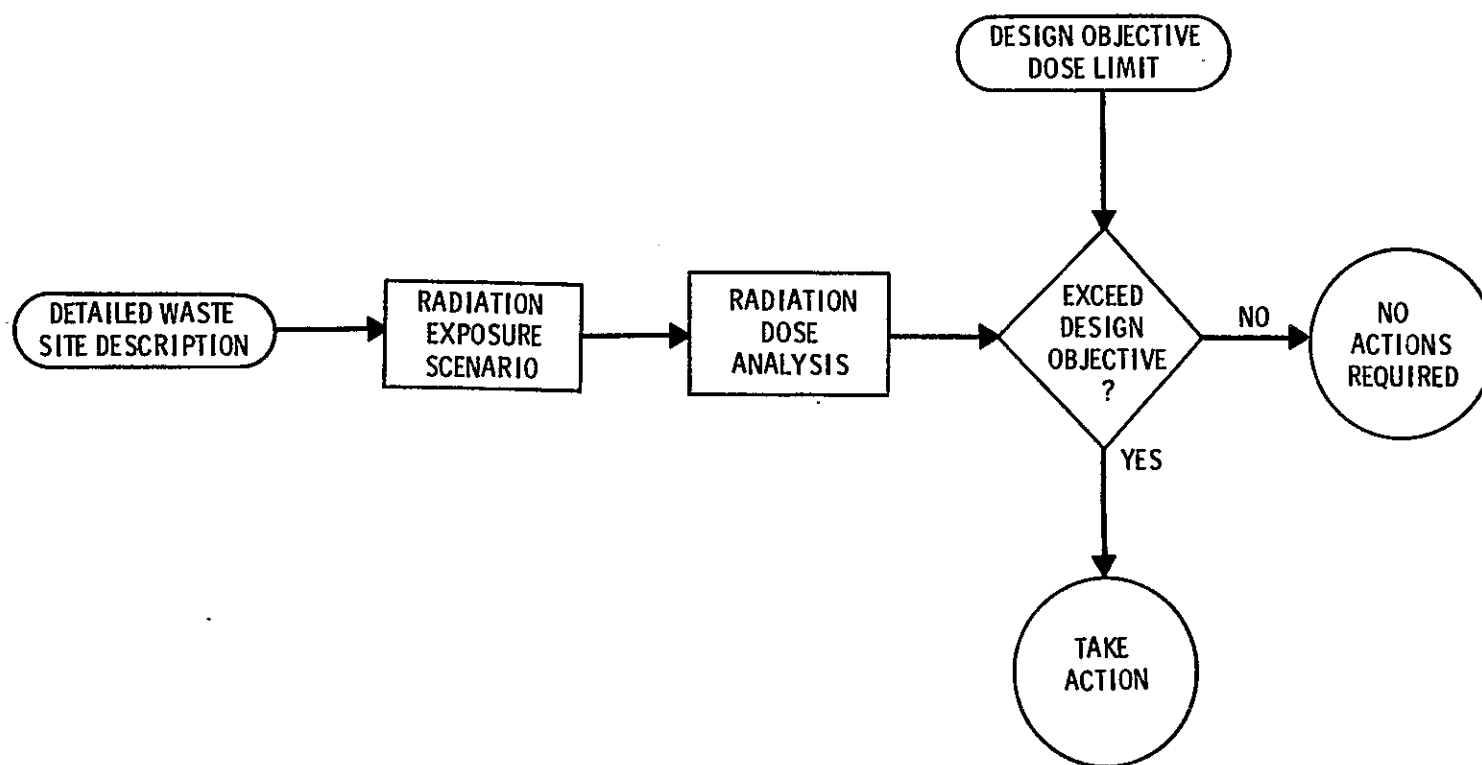 DESIGN OBJECTIVE
DOSE LIMIT
DETAILED WASTE
SITE DESCRIPTION
RADIATION
EXPOSURE
SCENARIO
RADIATION
DOSE
ANALYSIS
EXCEED
DESIGN
OBJECTIVE
?
NO
NO
ACTIONS
REQUIRED
YES
TAKE
ACTION